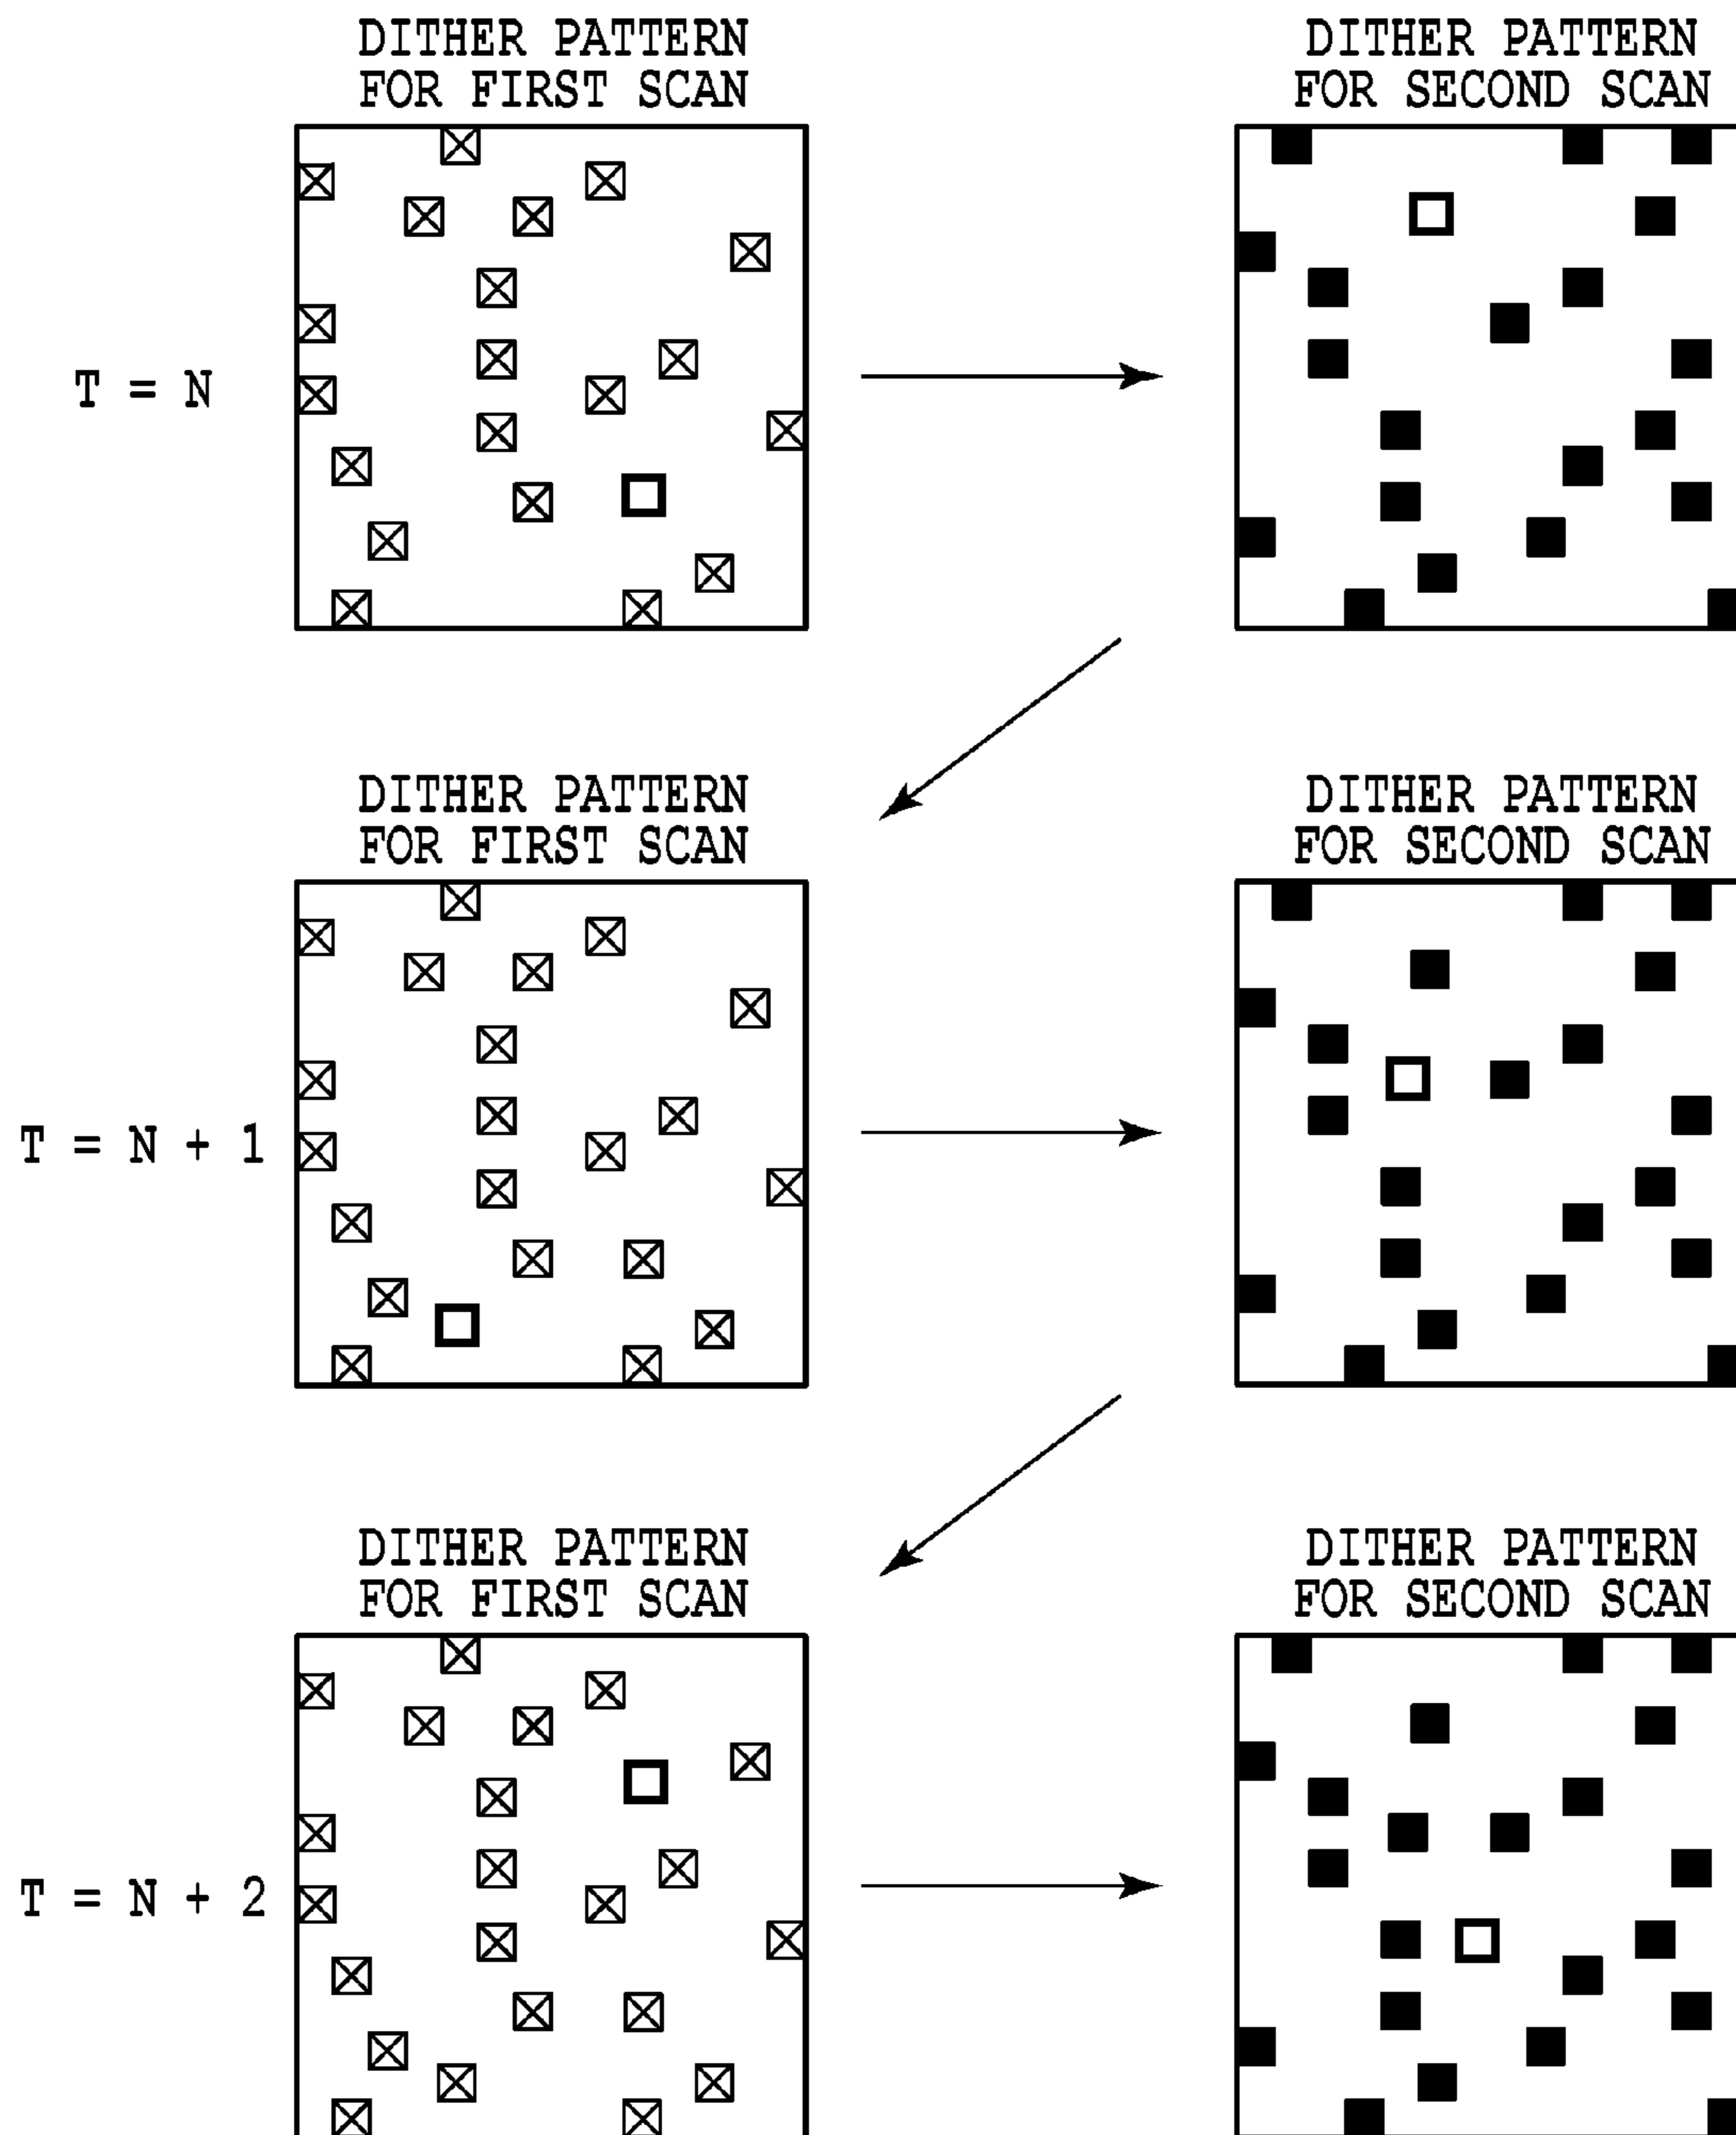 DITHER PATTERN
FOR FIRST SCAN
DITHER PATTERN
FOR SECOND SCAN
T = N
DITHER PATTERN
FOR FIRST SCAN
DITHER PATTERN
FOR SECOND SCAN
T = N + 1
DITHER PATTERN
FOR FIRST SCAN
DITHER PATTERN
FOR SECOND SCAN
T = N + 2